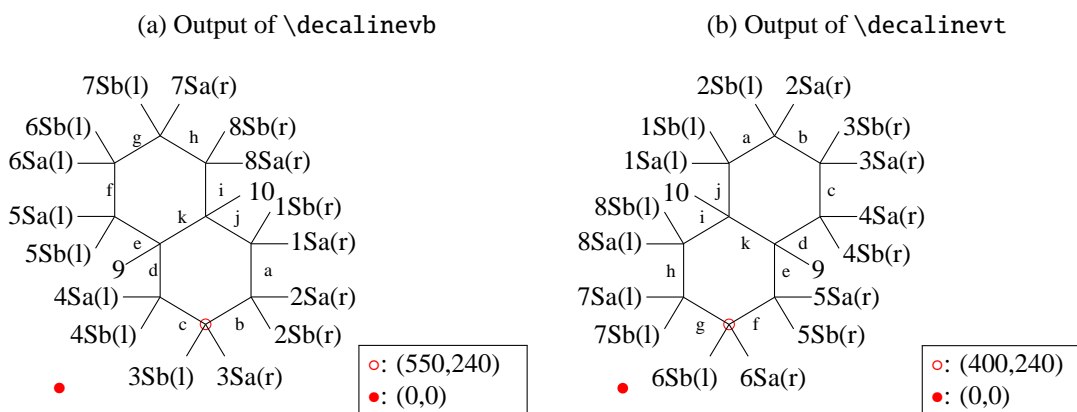 (a) Output of \decalinevb
7Sb(l) 7Sa(r)
6Sb(l) g h 8Sb(r)
6Sa(l) 8Sa(r)
f i 10
5Sa(l) k j 1Sb(r)
5Sb(l) e 1Sa(r)
9 d a
4Sa(l) 2Sa(r)
4Sb(l) c b 2Sb(r)
3Sb(l) 3Sa(r)
: (550,240)
: (0,0)
(b) Output of \decalinevt
2Sb(l) 2Sa(r)
1Sb(l) a b 3Sb(r)
1Sa(l) 3Sa(r)
10 j c
8Sb(l) i 4Sa(r)
8Sa(l) k d 4Sb(r)
h e 9
7Sa(l) 5Sa(r)
7Sb(l) g f 5Sb(r)
6Sb(l) 6Sa(r)
: (400,240)
: (0,0)